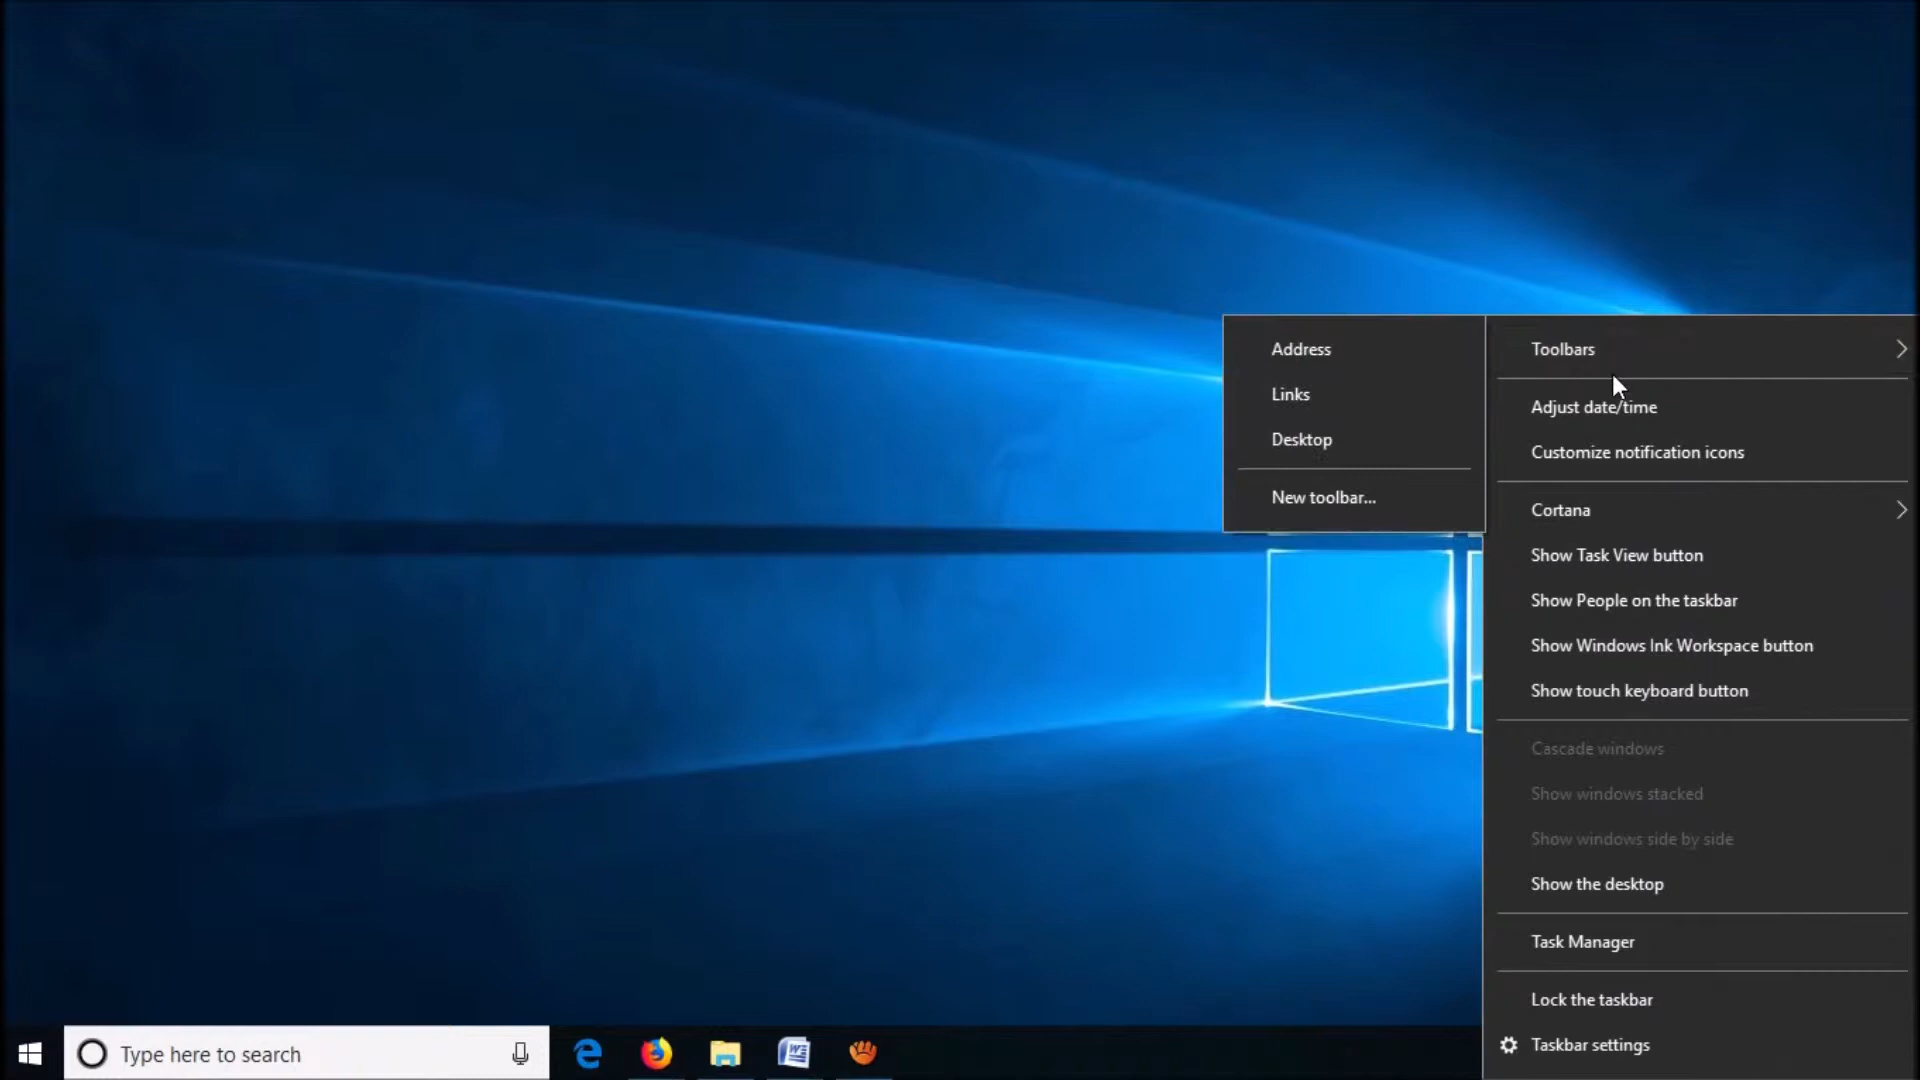 Address
Links
Desktop
New toolbar...
Toolbars
Adjust date/time
Customize notification icons
Cortana
Show Task View button
Show People on the taskbar
Show Windows Ink Workspace button
Show touch keyboard button
Cascade windows
Show windows stacked
Show windows side by side
Show the desktop
Task Manager
Lock the taskbar
Taskbar settings
Type here to search